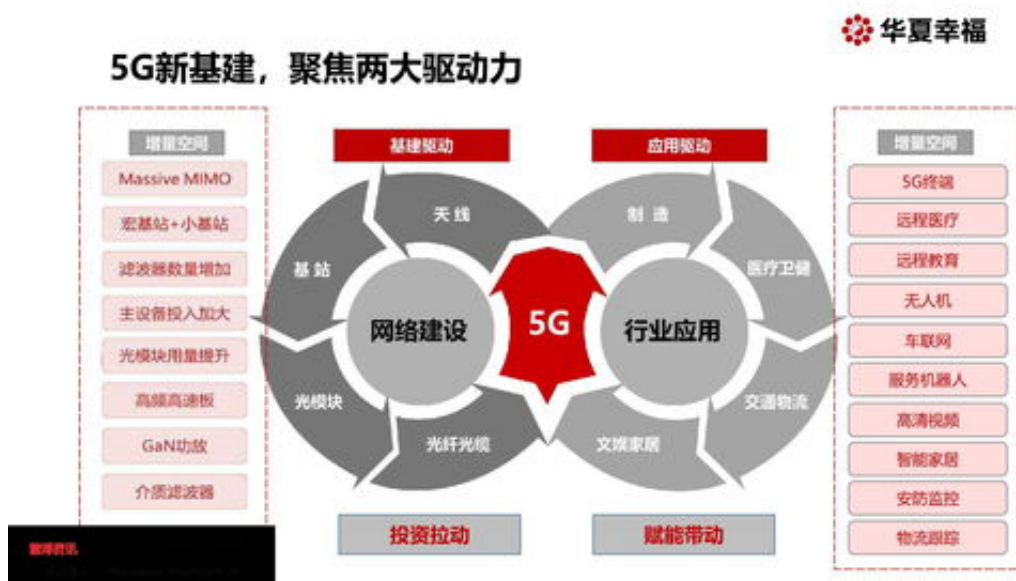 华夏幸福
5G新基建，聚焦两大驱动力
增量空间
Massive MIMO
宏基站+小基站
滤波器数量增加
主设备投入加大
光模块用量提升
高频高速板
GaN功放
介质滤波器
基建驱动
天线
基站
网络建设
光模块
光纤光缆
投资拉动
5G
应用驱动
制造
医疗卫健
行业应用
交通物流
文娱家居
赋能带动
增量空间
5G终端
远程医疗
远程教育
无人机
车联网
服务机器人
高清视频
智能家居
安防监控
物流跟踪